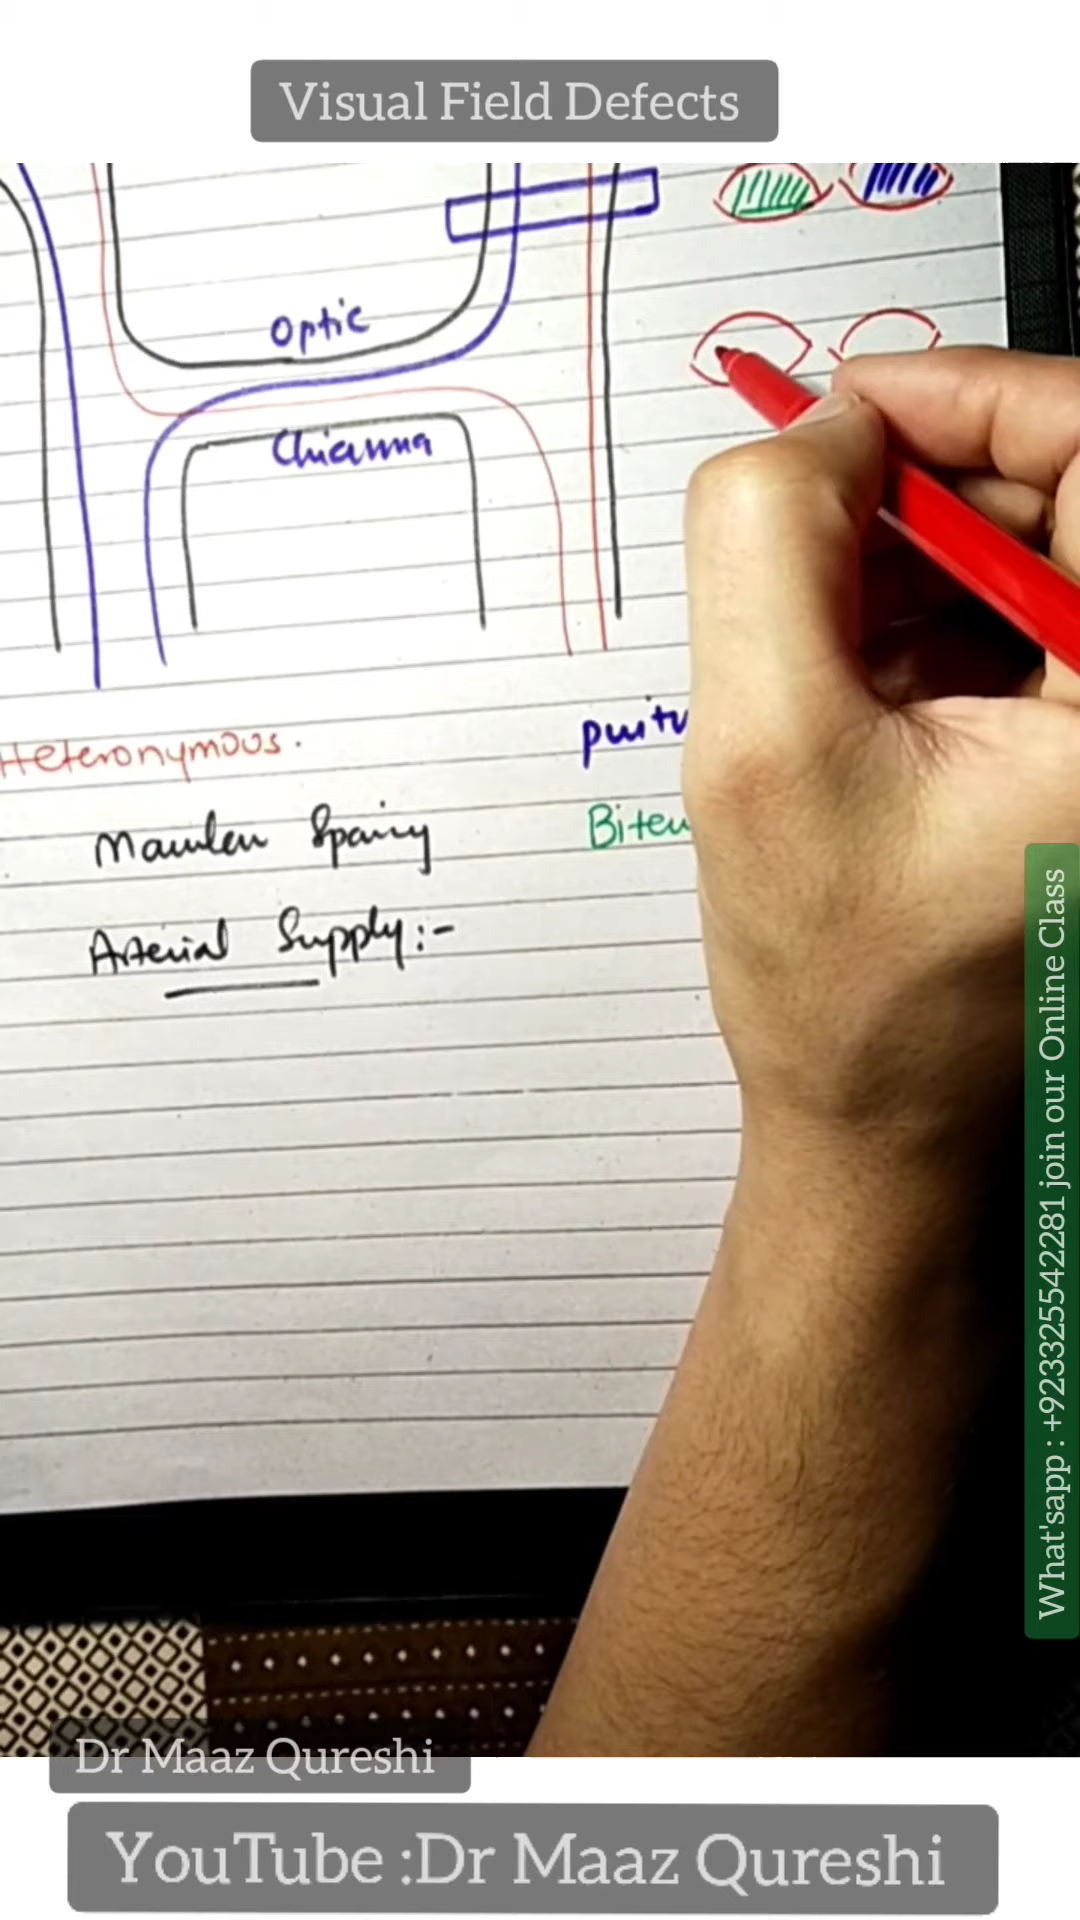 Visual Field Defects
Optic
Chiasma
Heteronymous.
Macular Sparing
Arterial Supply:-
Bitem
What'sapp : +923325542281 join our Online Class
Dr Maaz Qureshi
YouTube :Dr Maaz Qureshi